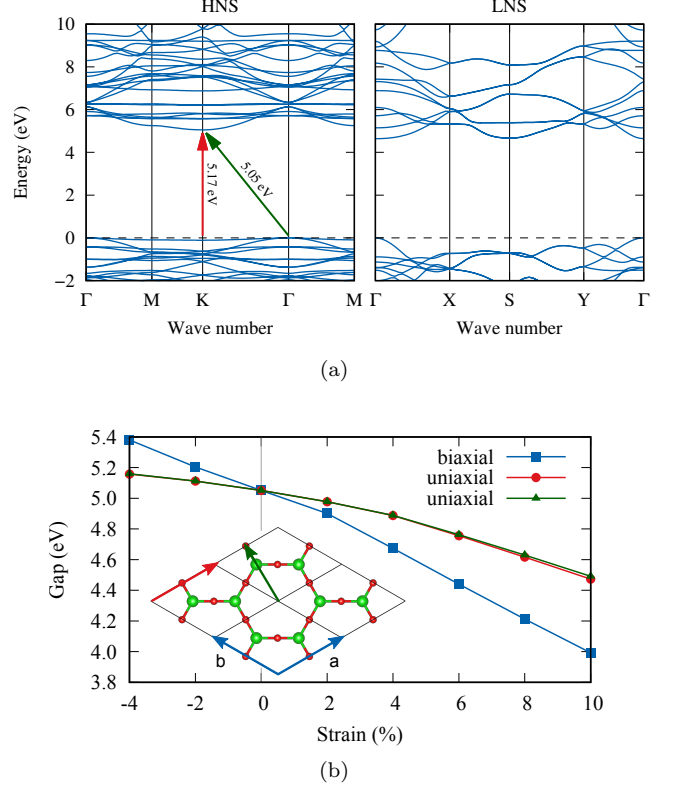 HNS
LNS
Energy (eV)
10
8
6
4
2
0
−2
5.17 eV
5.05 eV
Γ M K Γ M
Γ X S Y Γ
Wave number
Wave number
(a)
Gap (eV)
5.4
5.2
5.0
4.8
4.6
4.4
4.2
4.0
3.8
biaxial
uniaxial
uniaxial
b
a
-4 -2 0 2 4 6 8 10
Strain (%)
(b)